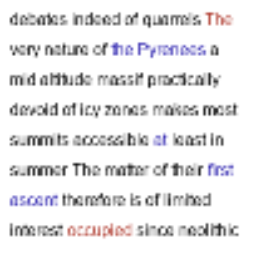 debates indeed of quarrels The
very nature of the Pyrenees a
mid altitude massif practically
devoid of icy zones makes most
summits accessible at least in
summer The matter of their first
ascent therefore is of limited
interest occupied since neolithic